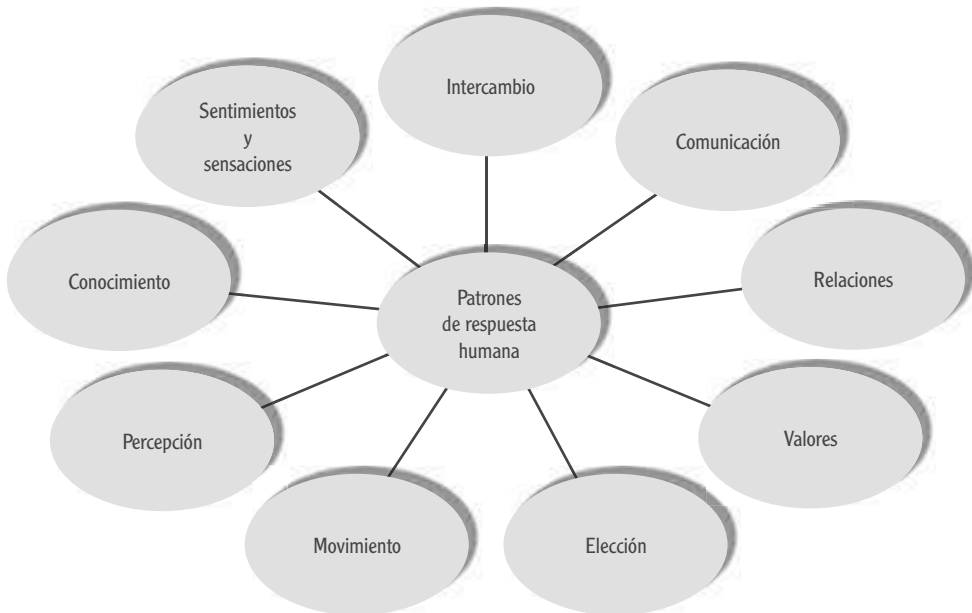 Intercambio
Sentimientos
y
sensaciones
Comunicación
Conocimiento
Patrones
de respuesta
humana
Relaciones
Percepción
Valores
Movimiento
Elección